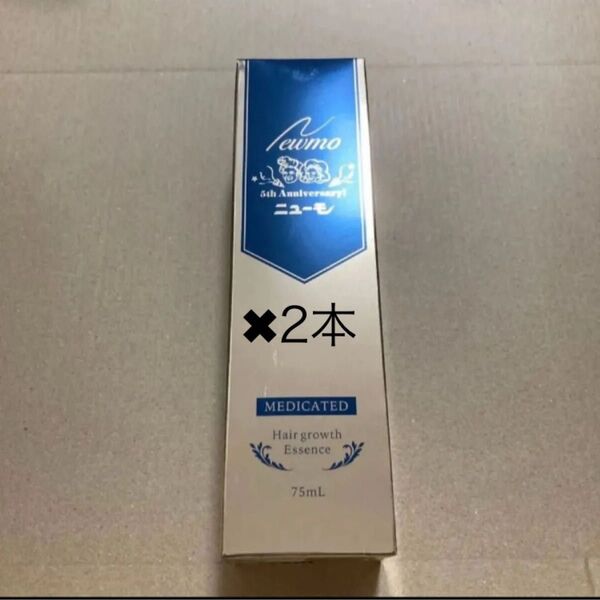 Newmo
5th Anniversary!
ニューモ
✖2本
MEDICATED
Hair growth
Essence
75mL